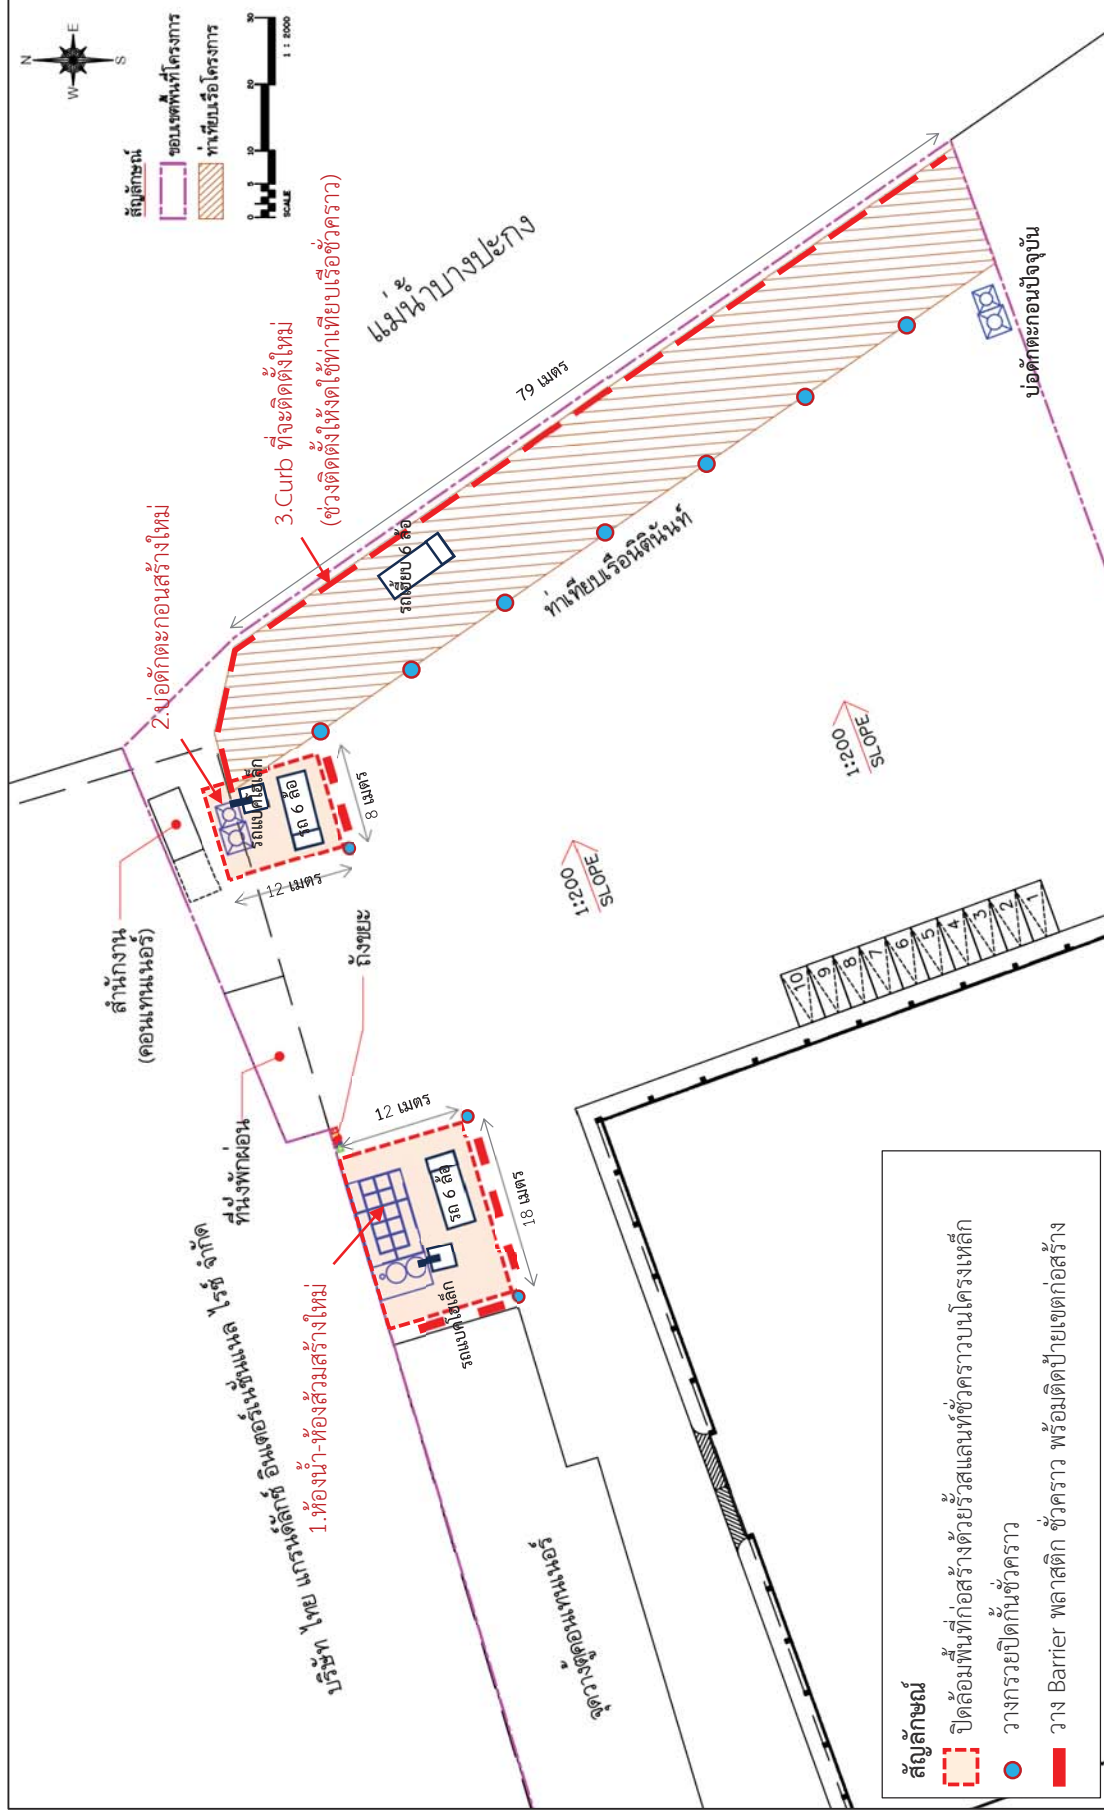 N
E
S
W
สัญลักษณ์
ขอบเขตพื้นที่โครงการ
ท่าเทียบเรือโครงการ
0 5 10 20 30
SCALE
1 : 2000
แม่น้ำบางปะกง
3.Curb ที่จะติดตั้งใหม่
(ช่วงติดตั้งให้งดใช้ท่าเทียบเรือชั่วคราว)
2.บ่อดักตะกอนสร้างใหม่
79 เมตร
รถเฮี๊ยบ 6 ล้อ
ท่าเทียบเรือนิตินันท์
บ่อดักตะกอนปัจจุบัน
สำนักงาน
(คอนเทนเนอร์)
รถแบคโฮเล็ก
รถ 6 ล้อ
8 เมตร
12 เมตร
ถังขยะ
ที่นั่งพักผ่อน
1:200
SLOPE
1:200
SLOPE
12 เมตร
18 เมตร
รถ 6 ล้อ
รถแบคโฮเล็ก
1.ห้องน้ำ-ห้องส้วมสร้างใหม่
บริษัท ไทย แกรนด์ลักซ์ อินเตอร์เนชั่นแนล ไรซ์ จำกัด
จุดวางตู้คอนเทนเนอร์
10
9
8
7
6
5
4
3
2
1
สัญลักษณ์
ปิดล้อมพื้นที่ก่อสร้างด้วยรั้วสแลนท์ชั่วคราวบนโครงเหล็ก
วางกรวยปิดกั้นชั่วคราว
วาง Barrier พลาสติก ชั่วคราว พร้อมติดป้ายเขตก่อสร้าง